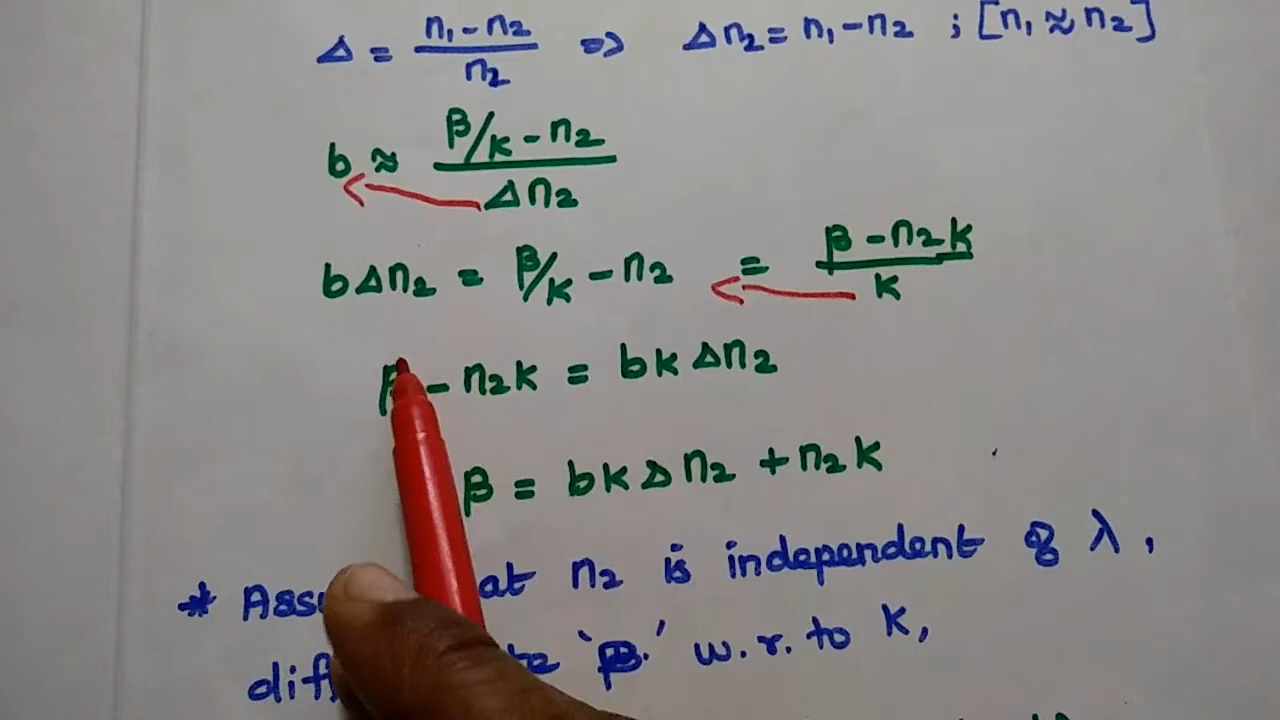 Δ = n₁-n₂/n₂ ⇒ Δn₂ = n₁-n₂ ; [n₁ ≈ n₂]
b ≈ β/k - n₂/Δn₂
bΔn₂ = β/k - n₂ = β - n₂k/k
β - n₂k = bkΔn₂
β = bkΔn₂ + n₂k
* at n₂ is independent of λ,
'β' w.r. to k,